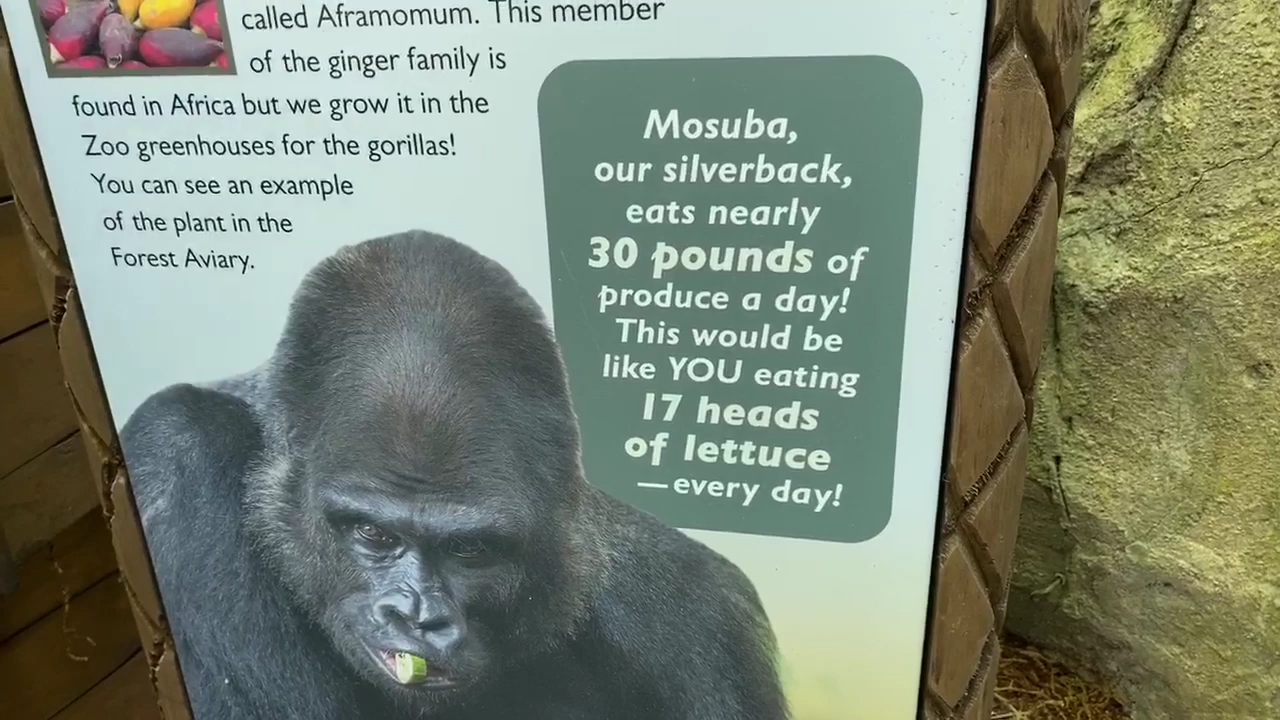 called Aframomum. This member
of the ginger family is
found in Africa but we grow it in the
Zoo greenhouses for the gorillas!
You can see an example
of the plant in the
Forest Aviary.
Mosuba,
our silverback,
eats nearly
30 pounds of
produce a day!
This would be
like YOU eating
17 heads
of lettuce
—every day!